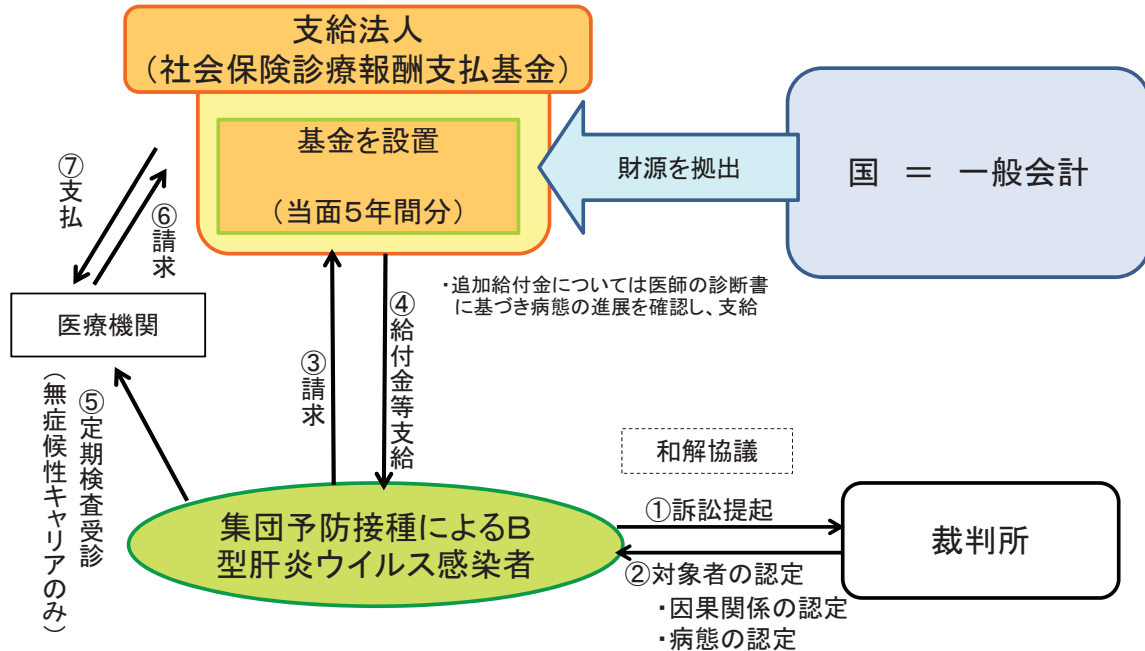 支給法人
（社会保険診療報酬支払基金）
基金を設置
（当面５年間分）
財源を拠出
国 ＝ 一般会計
⑦支払
⑥請求
・追加給付金については医師の診断書
に基づき病態の進展を確認し、支給
医療機関
③請求
④給付金等支給
⑤定期検査受診
（無症候性キャリアのみ）
和解協議
集団予防接種によるＢ
型肝炎ウイルス感染者
①訴訟提起
裁判所
②対象者の認定
・因果関係の認定
・病態の認定